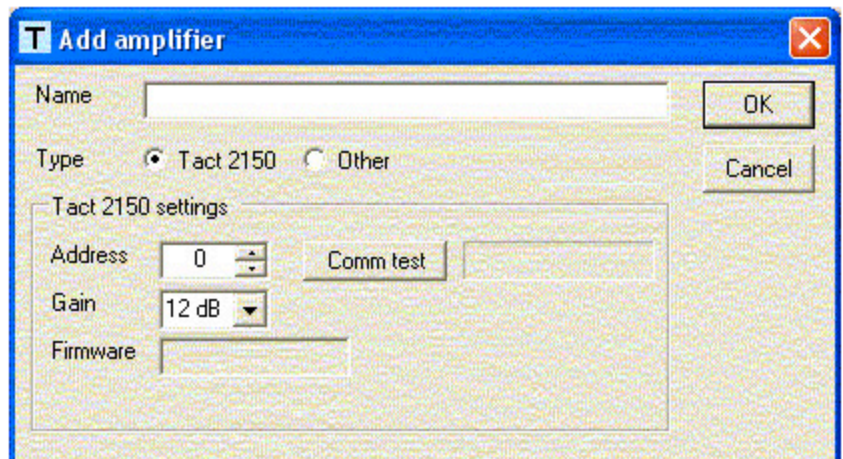 T Add amplifier
Name
OK
Type Tact 2150 Other
Cancel
Tact 2150 settings
Address 0 Comm test
Gain 12 dB
Firmware